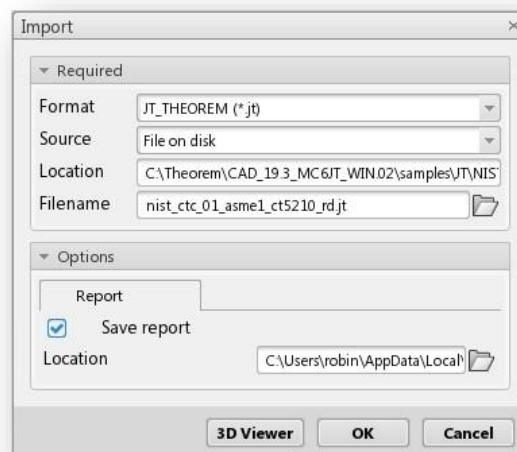 Import
Required
Format JT_THEOREM (*.jt)
Source File on disk
Location C:\Theorem\CAD_19.3_MC6JT_WIN.02\samples\JT\NIST
Filename nist_ctc_01_asme1_ct5210_rd.jt
Options
Report
Save report
Location C:\Users\robin\AppData\Local\
3D Viewer OK Cancel